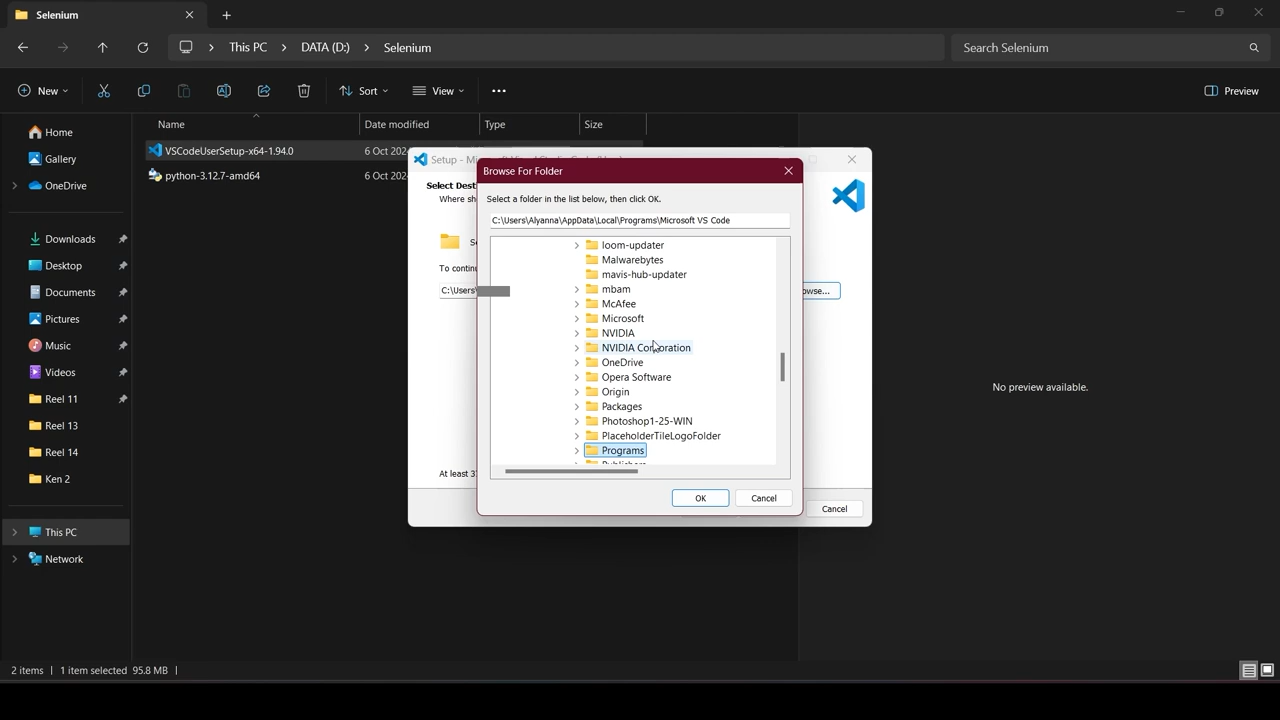 Selenium
This PC > DATA (D:) > Selenium
Search Selenium
New
Sort
View
Preview
Name
Date modified
Type
Size
Home
Gallery
OneDrive
Downloads
Desktop
Documents
Pictures
Music
Videos
Reel 11
Reel 13
Reel 14
Ken 2
This PC
Network
VSCodeUserSetup-x64-1.94.0
6 Oct 202
python-3.12.7-amd64
6 Oct 202
Setup -
Select Dest
Where sh
To continu
C:\Users\
owse...
At least 3
Cancel
Browse For Folder
Select a folder in the list below, then click OK.
C:\Users\Alyanna\AppData\Local\Programs\Microsoft VS Code
loom-updater
Malwarebytes
mavis-hub-updater
mbam
McAfee
Microsoft
NVIDIA
NVIDIA Corporation
OneDrive
Opera Software
Origin
Packages
Photoshop1-25-WIN
PlaceholderTileLogoFolder
Programs
OK
Cancel
No preview available.
2 items
1 item selected 95.8 MB